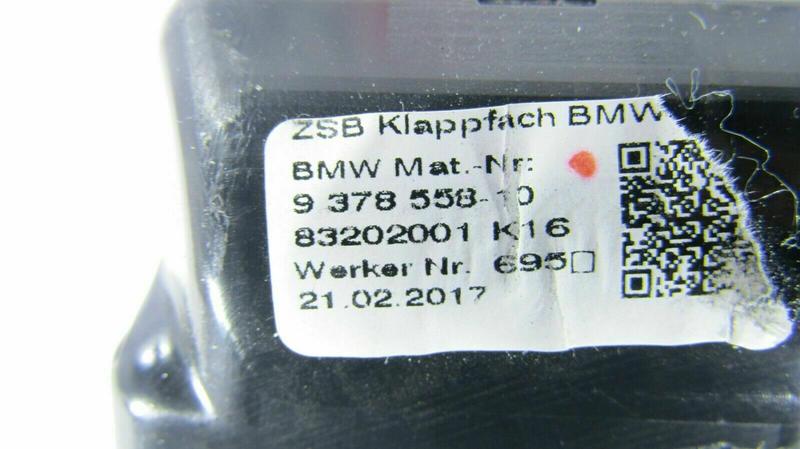 ZSB Klappfach BMW
BMW Mat.-Nr:
9 378 558-10
83202001 K16
Werker Nr. 695□
21.02.2017